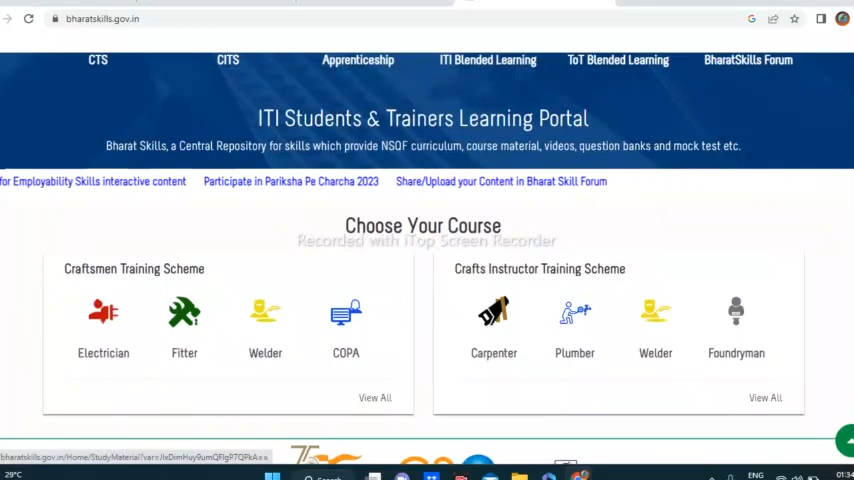 bharatskills.gov.in
CTS CITS Apprenticeship ITI Blended Learning ToT Blended Learning BharatSkills Forum
ITI Students & Trainers Learning Portal
Bharat Skills, a Central Repository for skills which provide NSQF curriculum, course material, videos, question banks and mock test etc.
for Employability Skills interactive content Participate in Pariksha Pe Charcha 2023 Share/Upload your Content in Bharat Skill Forum
Choose Your Course
Recorded with iTop Screen Recorder
Craftsmen Training Scheme
Electrician Fitter Welder COPA
View All
Crafts Instructor Training Scheme
Carpenter Plumber Welder Foundryman
View All
75
29°C
Search
ENG
01:34